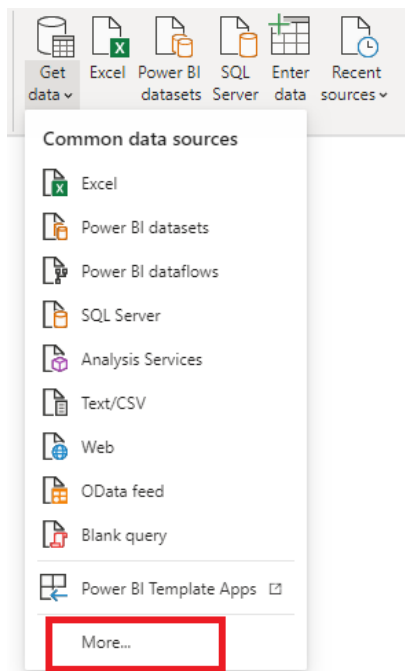 Get Excel Power BI SQL Enter Recent
data datasets Server data sources
Common data sources
Excel
Power BI datasets
Power BI dataflows
SQL Server
Analysis Services
Text/CSV
Web
OData feed
Blank query
Power BI Template Apps
More...